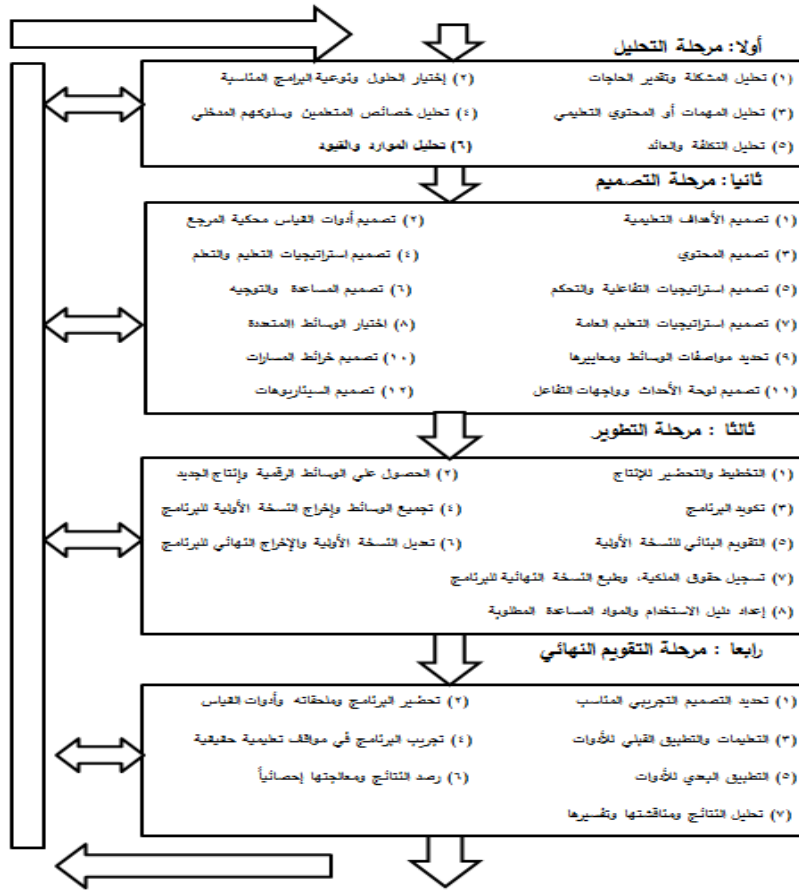 أولا: مرحلة التحليل
(١) تحليل المشكلة وتقدير الحاجات (٢) إختيار الحلول ونوعية البرامج المناسبة
(٣) تحليل المهمات أو المحتوي التعليمي (٤) تحليل خصائص المتعلمين وسلوكهم المدخلي
(٥) تحليل التكلفة والعائد (٦) تحليل الموارد والقيود
ثانيا: مرحلة التصميم
(١) تصميم الأهداف التعليمية (٢) تصميم أدوات القياس محكية المرجع
(٣) تصميم المحتوي (٤) تصميم استراتيجيات التعليم والتعلم
(٥) تصميم استراتيجيات التفاعلية والتحكم (٦) تصميم المساعدة والتوجيه
(٧) تصميم استراتيجيات التعليم العامة (٨) اختيار الوسائط المتعددة
(٩) تحديد مواصفات الوسائط ومعاييرها (١٠) تصميم خرائط المسارات
(١١) تصميم لوحة الأحداث وواجهات التفاعل (١٢) تصميم السيناريوهات
ثالثا : مرحلة التطوير
(١) التخطيط والتحضير للإنتاج (٢) الحصول علي الوسائط الرقمية وإنتاج الجديد
(٣) تكويد البرنامج (٤) تجميع الوسائط وإخراج النسخة الأولية للبرنامج
(٥) التقويم البنائي للنسخة الأولية (٦) تعديل النسخة الأولية والإخراج النهائي للبرنامج
(٧) تسجيل حقوق الملكية، وطبع النسخة النهائية للبرنامج
(٨) إعداد دليل الاستخدام والمواد المساعدة المطلوبة
رابعا : مرحلة التقويم النهائي
(١) تحديد التصميم التجريبي المناسب (٢) تحضير البرنامج وملحقاته وأدوات القياس
(٣) التعليمات والتطبيق القبلي للأدوات (٤) تجريب البرنامج في مواقف تعليمية حقيقية
(٥) التطبيق البعدي للأدوات (٦) رصد النتائج ومعالجتها إحصائياً
(٧) تحليل النتائج ومناقشتها وتفسيرها